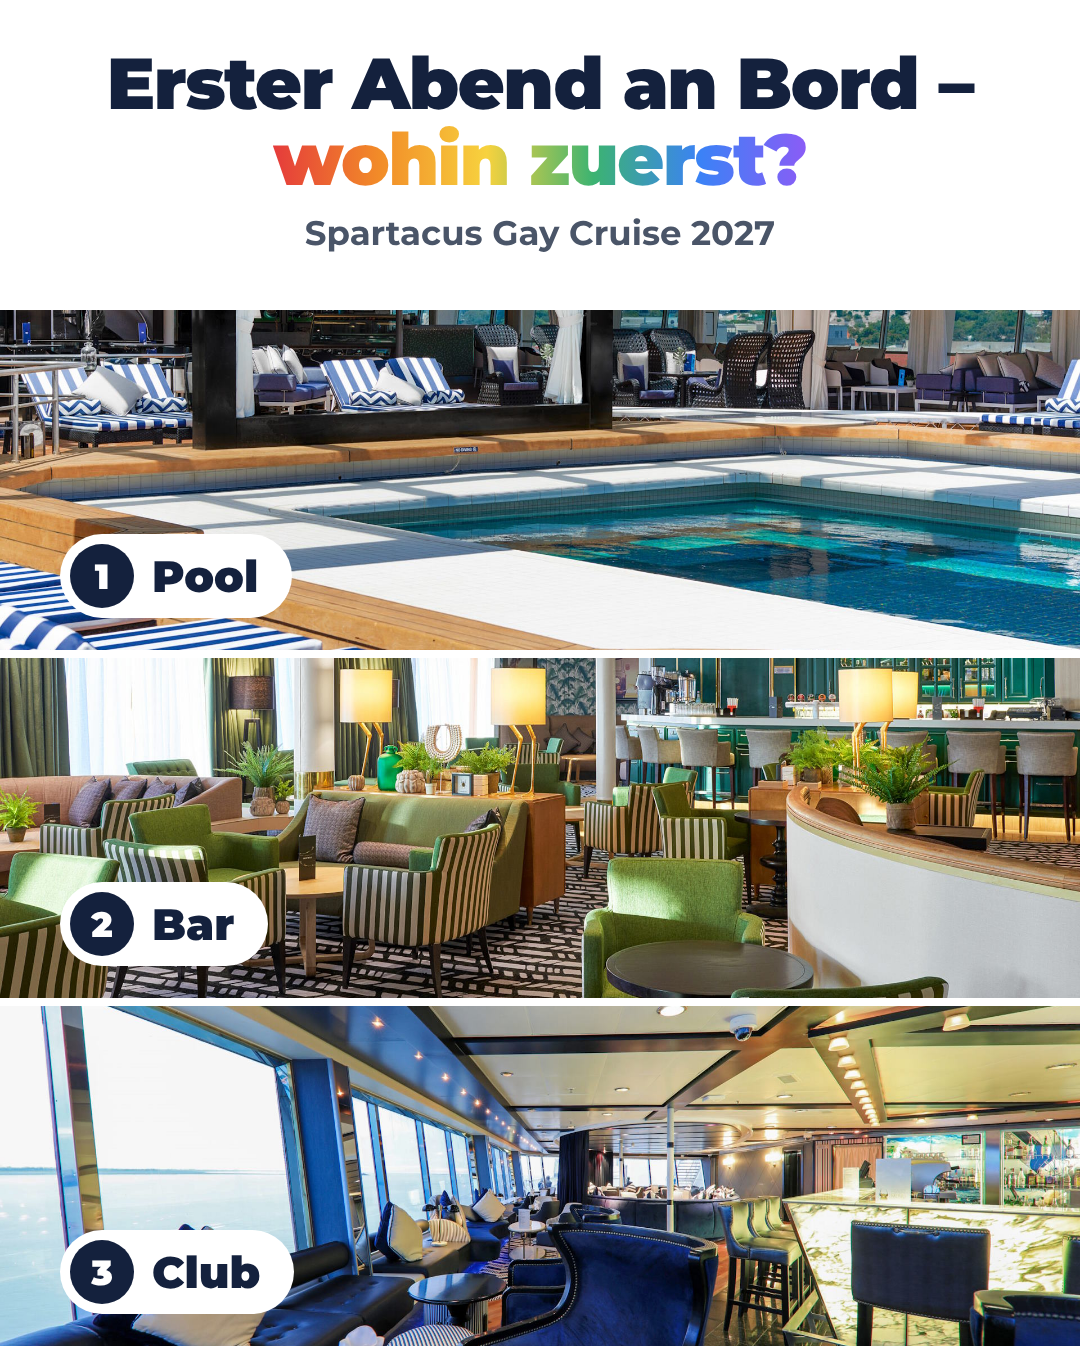 Erster Abend an Bord –
wohin zuerst?
Spartacus Gay Cruise 2027
1 Pool
2 Bar
3 Club